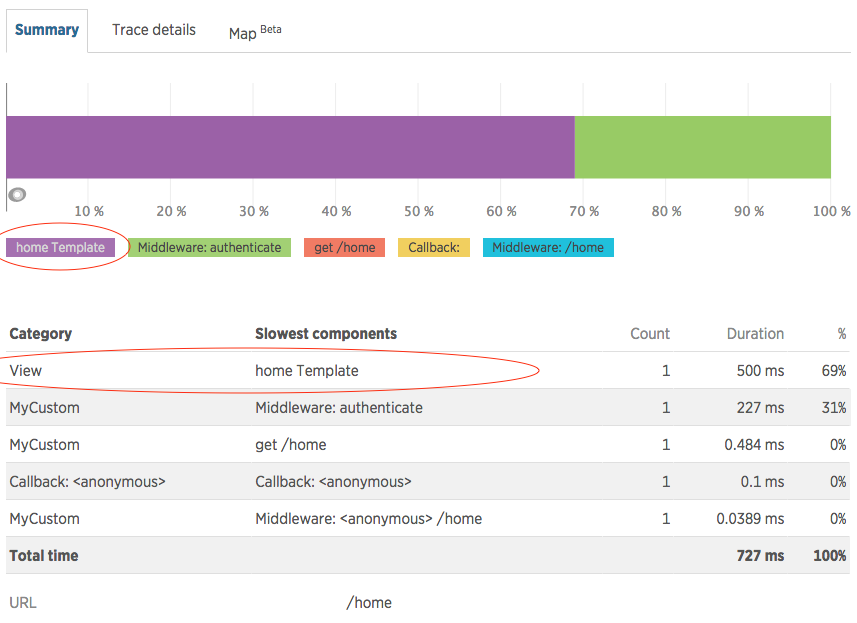 Summary Trace details Map Beta
10 % 20 % 30 % 40 % 50 % 60 % 70 % 80 % 90 % 100 %
home Template Middleware: authenticate get /home Callback: Middleware: /home
Category Slowest components Count Duration %
View home Template 1 500 ms 69%
MyCustom Middleware: authenticate 1 227 ms 31%
MyCustom get /home 1 0.484 ms 0%
Callback: <anonymous> Callback: <anonymous> 1 0.1 ms 0%
MyCustom Middleware: <anonymous> /home 1 0.0389 ms 0%
Total time 727 ms 100%
URL /home